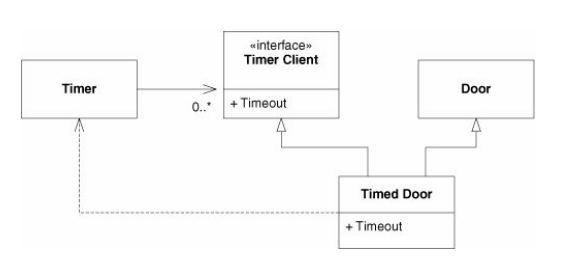 «interface»
Timer Client
Timer
Door
0..*
+ Timeout
Timed Door
+ Timeout